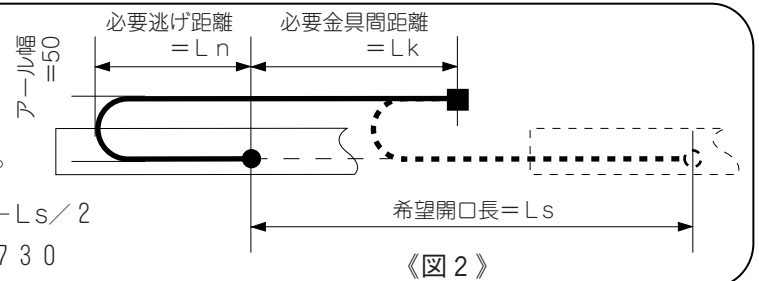 必要逃げ距離
=Ln
必要金具間距離
=Lk
アール幅
=50
。
-Ls/2
730
希望開口長=Ls
《図2》